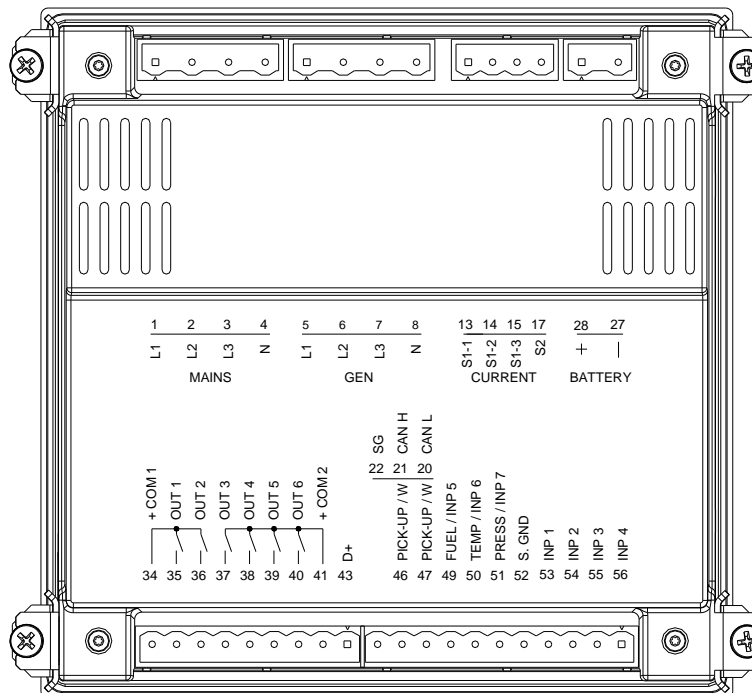 1 2 3 4 5 6 7 8 13 14 15 17 28 27
L1 L2 L3 N L1 L2 L3 N S1-1 S1-2 S1-3 S2 + −
MAINS GEN CURRENT BATTERY
SG CAN H CAN L
22 21 20
+ COM 1 OUT 1 OUT 2 OUT 3 OUT 4 OUT 5 OUT 6 + COM 2 D+ PICK-UP / W PICK-UP / W FUEL / INP 5 TEMP / INP 6 PRESS / INP 7 S. GND INP 1 INP 2 INP 3 INP 4
34 35 36 37 38 39 40 41 43 46 47 49 50 51 52 53 54 55 56